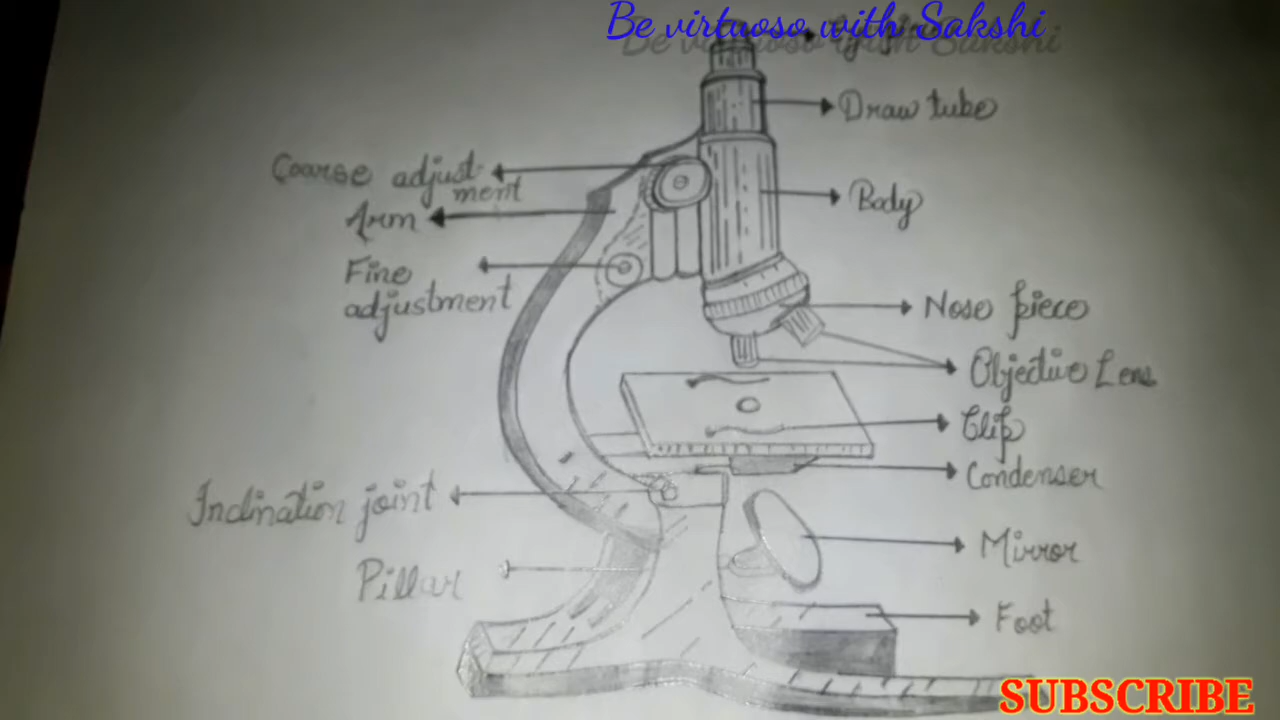 Be virtuoso with Sakshi
Draw tube
Coarse adjust
ment
Body
Arm
Fine
adjustment
Nose piece
Objective Lens
Clip
Condenser
Inclination joint
Mirror
Pillar
Foot
SUBSCRIBE